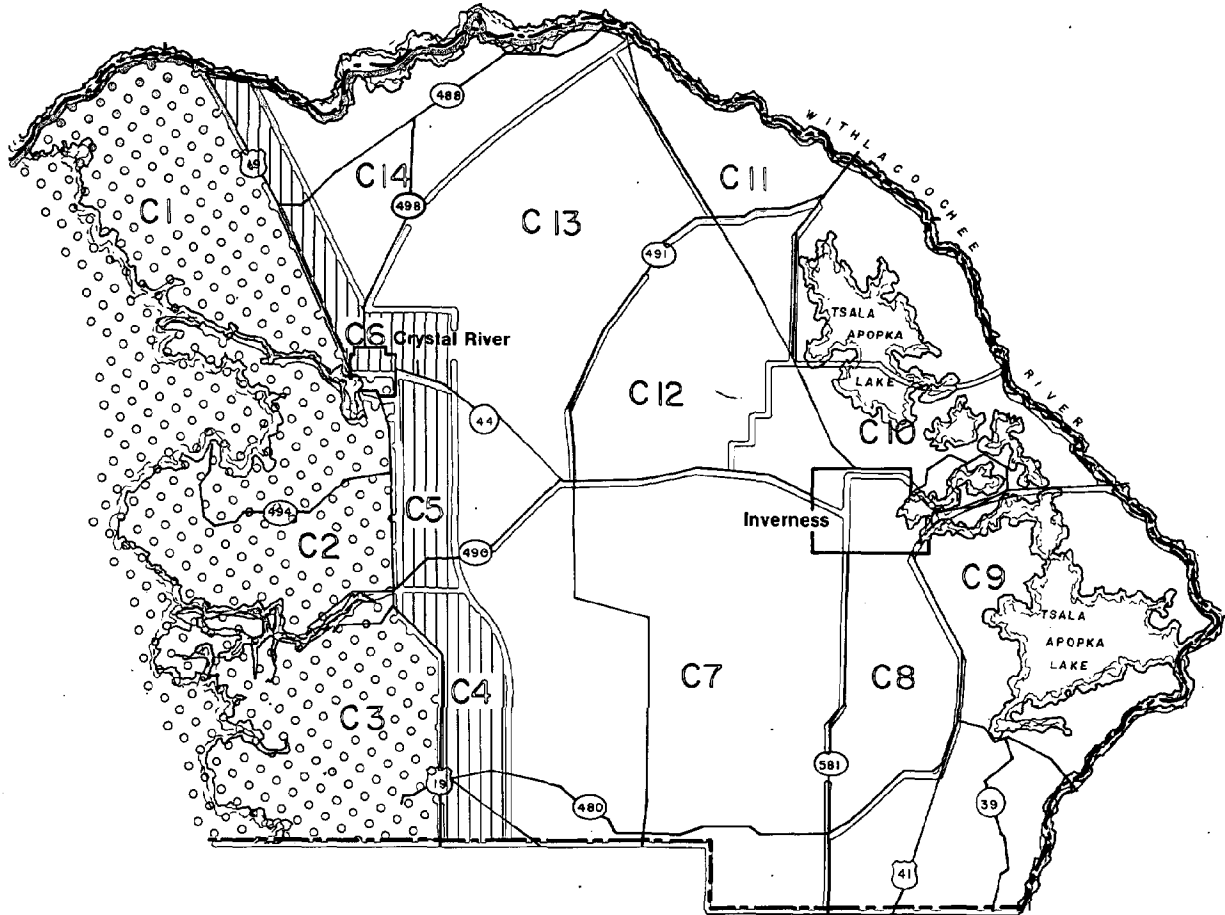 WITHLACOOCHEE
RIVER
488
C14
C11
C1
498
C13
491
TSALA
APOPKA
LAKE
C6 Crystal River
C12
44
C10
494
C5
Inverness
C2
490
C9
TSALA
APOPKA
LAKE
C7
C8
C4
C3
19
480
581
39
41